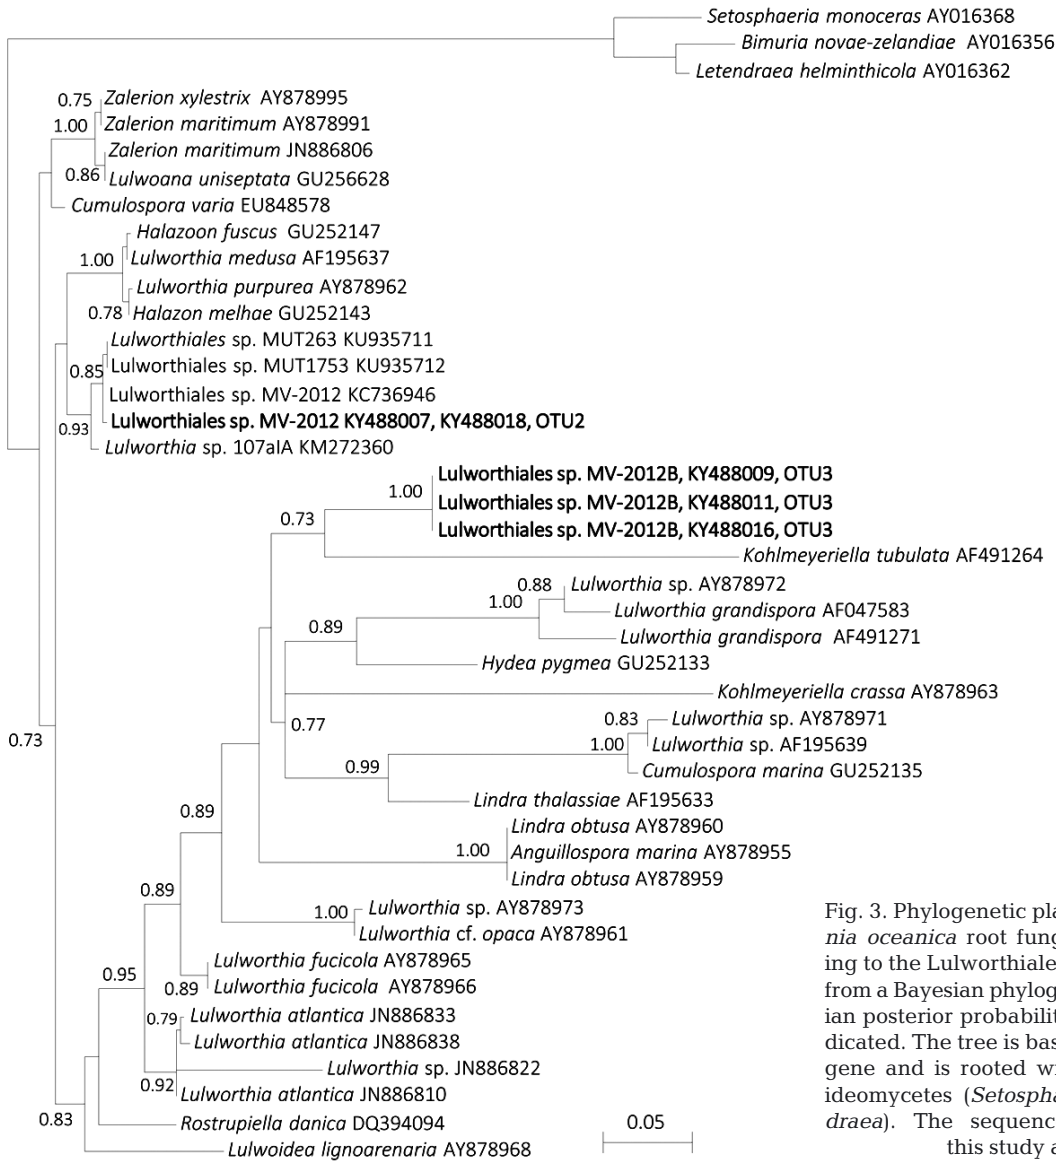 Setosphaeria monoceras AY016368
Bimuria novae-zelandiae AY016356
Letendraea helminthicola AY016362
0.75 Zalerion xylestrix AY878995
1.00 Zalerion maritimum AY878991
Zalerion maritimum JN886806
0.86 Lulwoana uniseptata GU256628
Cumulospora varia EU848578
Halazoon fuscus GU252147
1.00 Lulworthia medusa AF195637
Lulworthia purpurea AY878962
0.78 Halazon melhae GU252143
Lulworthiales sp. MUT263 KU935711
0.85 Lulworthiales sp. MUT1753 KU935712
Lulworthiales sp. MV-2012 KC736946
Lulworthiales sp. MV-2012 KY488007, KY488018, OTU2
0.93 Lulworthia sp. 107aIA KM272360
Lulworthiales sp. MV-2012B, KY488009, OTU3
1.00
Lulworthiales sp. MV-2012B, KY488011, OTU3
0.73 Lulworthiales sp. MV-2012B, KY488016, OTU3
Kohlmeyeriella tubulata AF491264
0.88 Lulworthia sp. AY878972
1.00 Lulworthia grandispora AF047583
0.89 Lulworthia grandispora AF491271
Hydea pygmea GU252133
Kohlmeyeriella crassa AY878963
0.83 Lulworthia sp. AY878971
0.77
0.73
1.00 Lulworthia sp. AF195639
0.99 Cumulospora marina GU252135
Lindra thalassiae AF195633
0.89 Lindra obtusa AY878960
1.00 Anguillospora marina AY878955
Lindra obtusa AY878959
0.89
1.00 Lulworthia sp. AY878973
Lulworthia cf. opaca AY878961
Lulworthia fucicola AY878965
0.95
0.89 Lulworthia fucicola AY878966
0.79 Lulworthia atlantica JN886833
Lulworthia atlantica JN886838
Lulworthia sp. JN886822
0.92 Lulworthia atlantica JN886810
0.83 Rostrupiella danica DQ394094
Lulwoidea lignoarenaria AY878968
0.05
Fig. 3. Phylogenetic pla
nia oceanica root fung
ing to the Lulworthiale
from a Bayesian phylog
ian posterior probabilit
dicated. The tree is bas
gene and is rooted w
ideomycetes (Setospha
draea). The sequenc
this study a